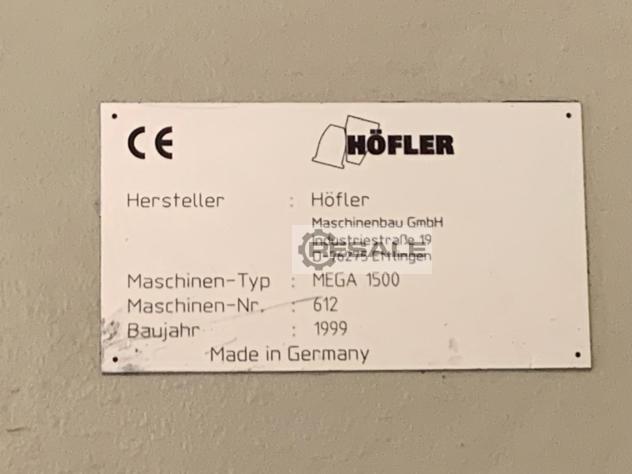 CE
HÖFLER
Hersteller : Höfler
Maschinenbau GmbH
Industriestraße 19
D-76275 Ettlingen
RESALE
Maschinen-Typ : MEGA 1500
Maschinen-Nr. : 612
Baujahr : 1999
Made in Germany